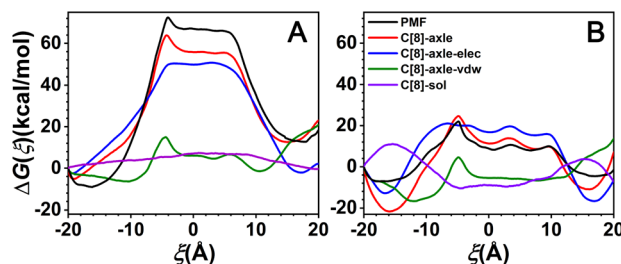 A
B
PMF
C[8]-axle
C[8]-axle-elec
C[8]-axle-vdw
C[8]-sol
ΔG(ξ)(kcal/mol)
60
40
20
0
-20
-20 -10 0 10 20
ξ(Å)
60
40
20
0
-20
-20 -10 0 10 20
ξ(Å)